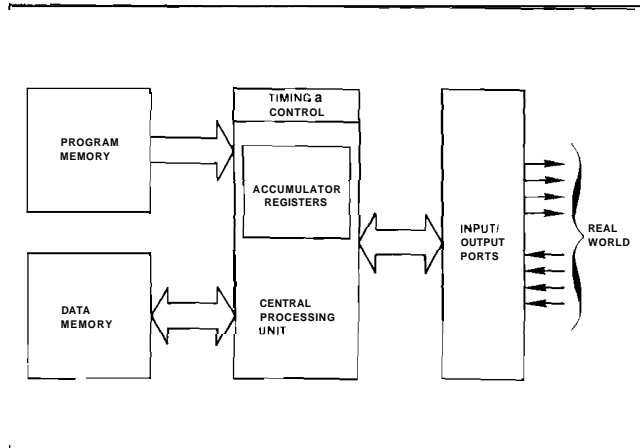 TIMING a
CONTROL
PROGRAM
MEMORY
ACCUMULATOR
REGISTERS
INPUT/
OUTPUT
PORTS
REAL
WORLD
DATA
MEMORY
CENTRAL
PROCESSING
UNIT